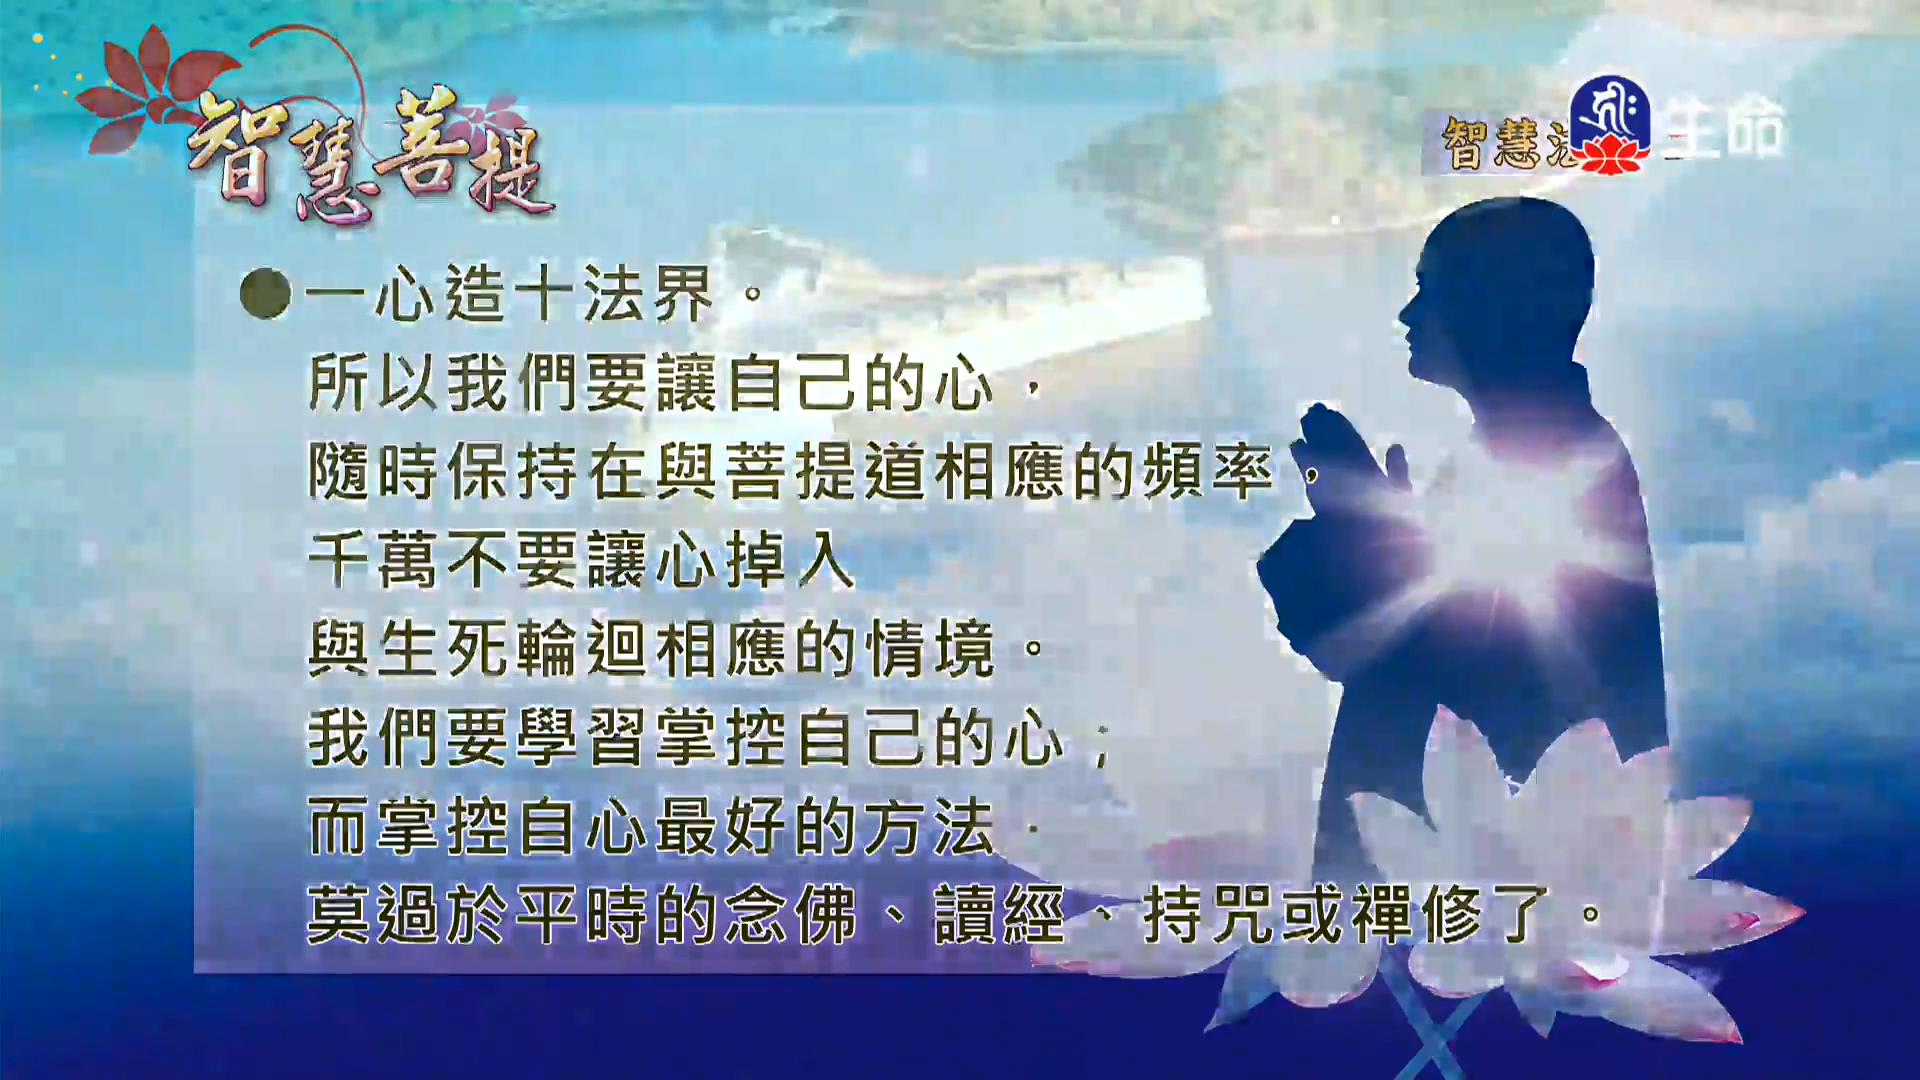 智慧菩提
智慧
生命
●一心造十法界。
所以我們要讓自己的心，
隨時保持在與菩提道相應的頻率，
千萬不要讓心掉入
與生死輪迴相應的情境。
我們要學習掌控自己的心；
而掌控自心最好的方法，
莫過於平時的念佛、讀經、持咒或禪修了。